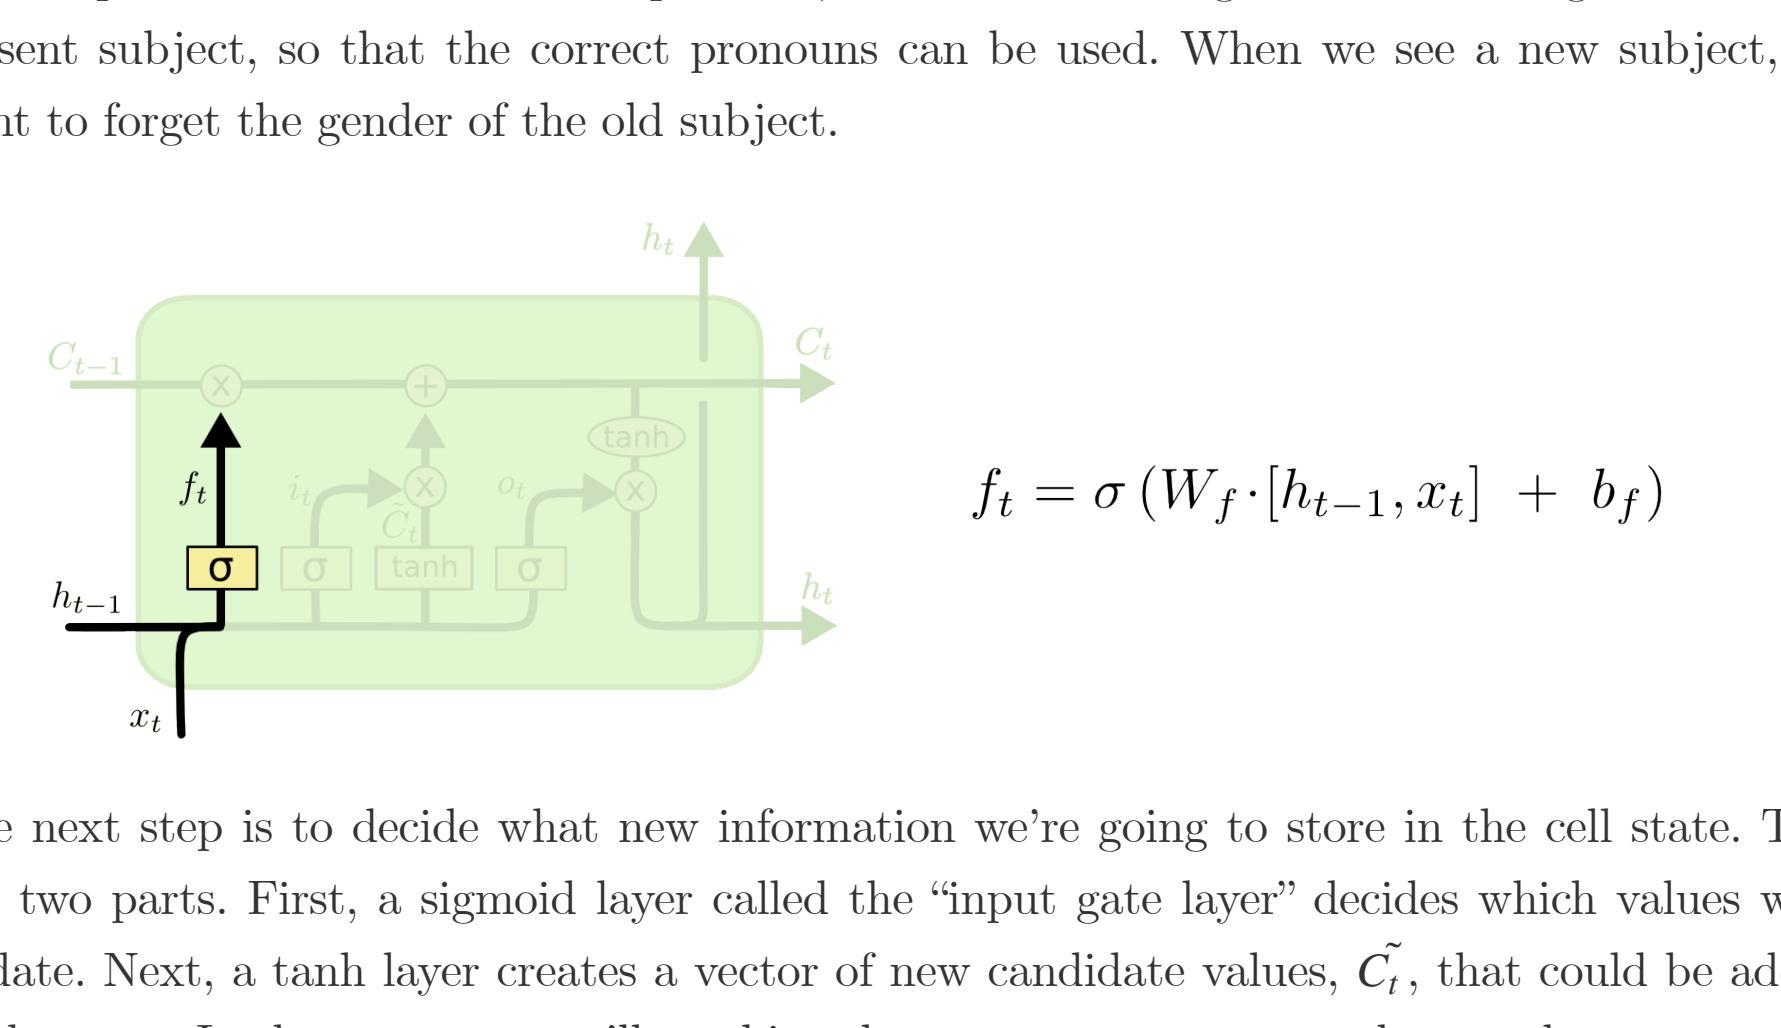 sent subject, so that the correct pronouns can be used. When we see a new subject,
nt to forget the gender of the old subject.
h_t
C_{t−1}
C_t
x
+
tanh
f_t
i_t
x
o_t
x
C̃_t
f_t = σ (W_f · [h_{t−1}, x_t] + b_f)
σ
σ
tanh
σ
h_{t−1}
h_t
x_t
e next step is to decide what new information we’re going to store in the cell state. T
two parts. First, a sigmoid layer called the “input gate layer” decides which values w
date. Next, a tanh layer creates a vector of new candidate values, C̃_t, that could be ad